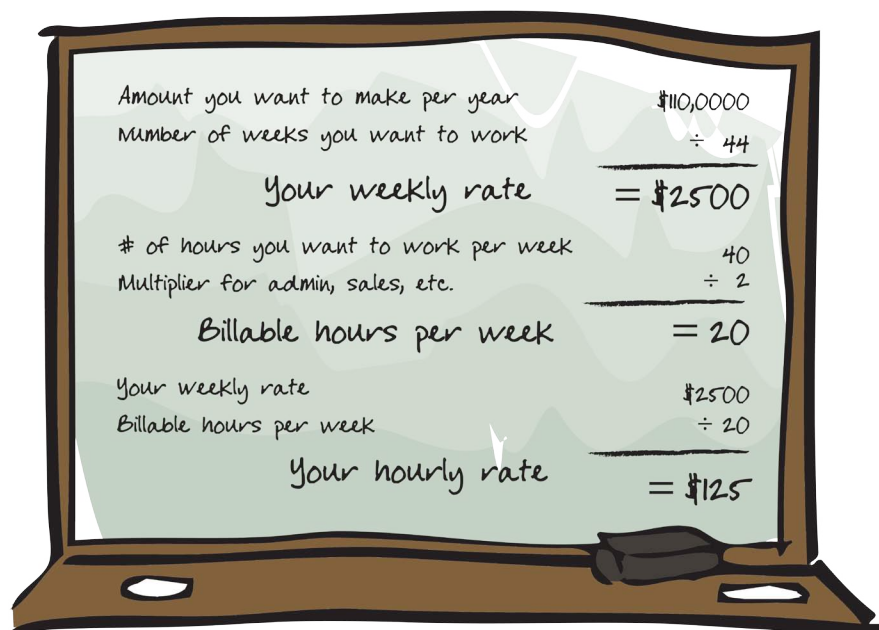 Amount you want to make per year $110,0000
Number of weeks you want to work ÷ 44
Your weekly rate = $2500
# of hours you want to work per week 40
Multiplier for admin, sales, etc. ÷ 2
Billable hours per week = 20
Your weekly rate $2500
Billable hours per week ÷ 20
Your hourly rate = $125